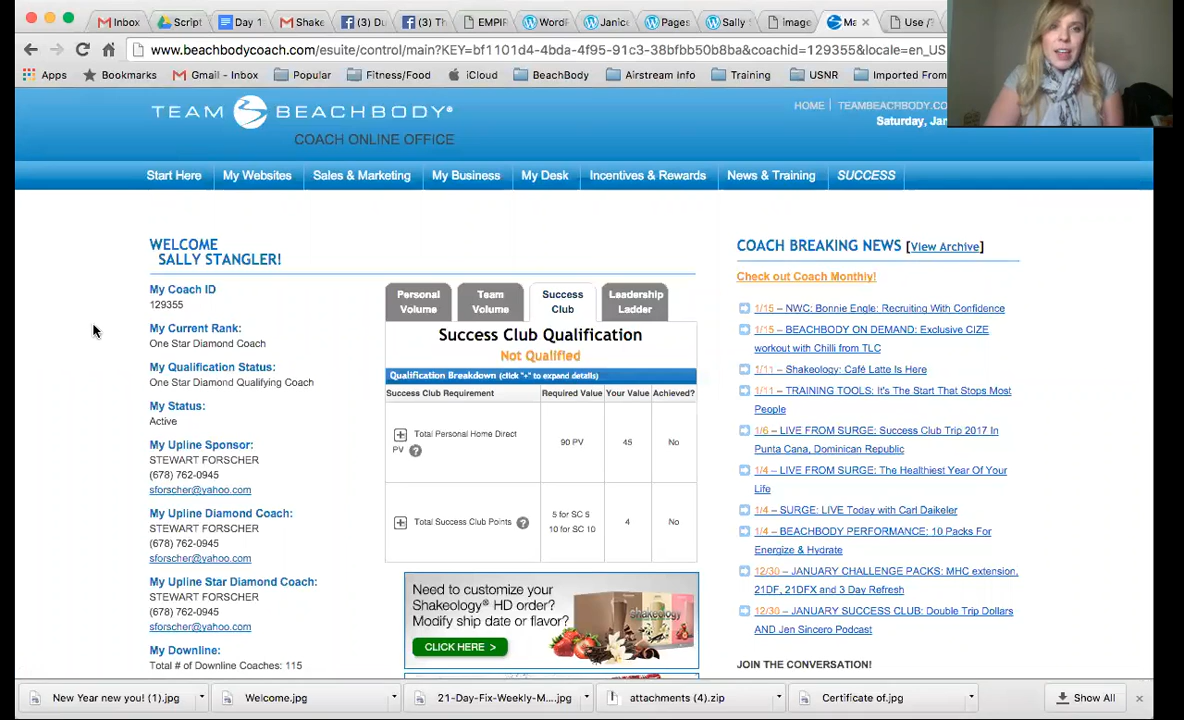 Inbox
Script
Day 1
Shake
(3) Du
(3) Th
EMPIR
WordF
Janice
Pages
Sally
image
Ma
Use /
www.beachbodycoach.com/esuite/control/main?KEY=bf1101d4-4bda-4f95-91c3-38bfbb50b8ba&coachid=129355&locale=en_US
Apps
Bookmarks
Gmail - Inbox
Popular
Fitness/Food
iCloud
BeachBody
Airstream Info
Training
USNR
Imported From
TEAM BEACHBODY®
COACH ONLINE OFFICE
HOME | TEAMBEACHBODY.CO
Saturday, Jan
Start Here
My Websites
Sales & Marketing
My Business
My Desk
Incentives & Rewards
News & Training
SUCCESS
WELCOME
SALLY STANGLER!
My Coach ID
129355
My Current Rank:
One Star Diamond Coach
My Qualification Status:
One Star Diamond Qualifying Coach
My Status:
Active
My Upline Sponsor:
STEWART FORSCHER
(678) 762-0945
sforscher@yahoo.com
My Upline Diamond Coach:
STEWART FORSCHER
(678) 762-0945
sforscher@yahoo.com
My Upline Star Diamond Coach:
STEWART FORSCHER
(678) 762-0945
sforscher@yahoo.com
My Downline:
Total # of Downline Coaches: 115
Personal
Volume
Team
Volume
Success
Club
Leadership
Ladder
Success Club Qualification
Not Qualified
Qualification Breakdown (click "+" to expand details)
Success Club Requirement Required Value Your Value Achieved?
Total Personal Home Direct
PV ? 90 PV 45 No
Total Success Club Points ? 5 for SC 5
10 for SC 10 4 No
Need to customize your
Shakeology® HD order?
Modify ship date or flavor?
CLICK HERE >
shakeology
COACH BREAKING NEWS [View Archive]
Check out Coach Monthly!
1/15 – NWC: Bonnie Engle: Recruiting With Confidence
1/15 – BEACHBODY ON DEMAND: Exclusive CIZE
workout with Chilli from TLC
1/11 – Shakeology: Café Latte Is Here
1/11 – TRAINING TOOLS: It's The Start That Stops Most
People
1/6 – LIVE FROM SURGE: Success Club Trip 2017 In
Punta Cana, Dominican Republic
1/4 – LIVE FROM SURGE: The Healthiest Year Of Your
Life
1/4 – SURGE: LIVE Today with Carl Daikeler
1/4 – BEACHBODY PERFORMANCE: 10 Packs For
Energize & Hydrate
12/30 – JANUARY CHALLENGE PACKS: MHC extension,
21DF, 21DFX and 3 Day Refresh
12/30 – JANUARY SUCCESS CLUB: Double Trip Dollars
AND Jen Sincero Podcast
JOIN THE CONVERSATION!
New Year new you! (1).jpg
Welcome.jpg
21-Day-Fix-Weekly-M....jpg
attachments (4).zip
Certificate of.jpg
Show All